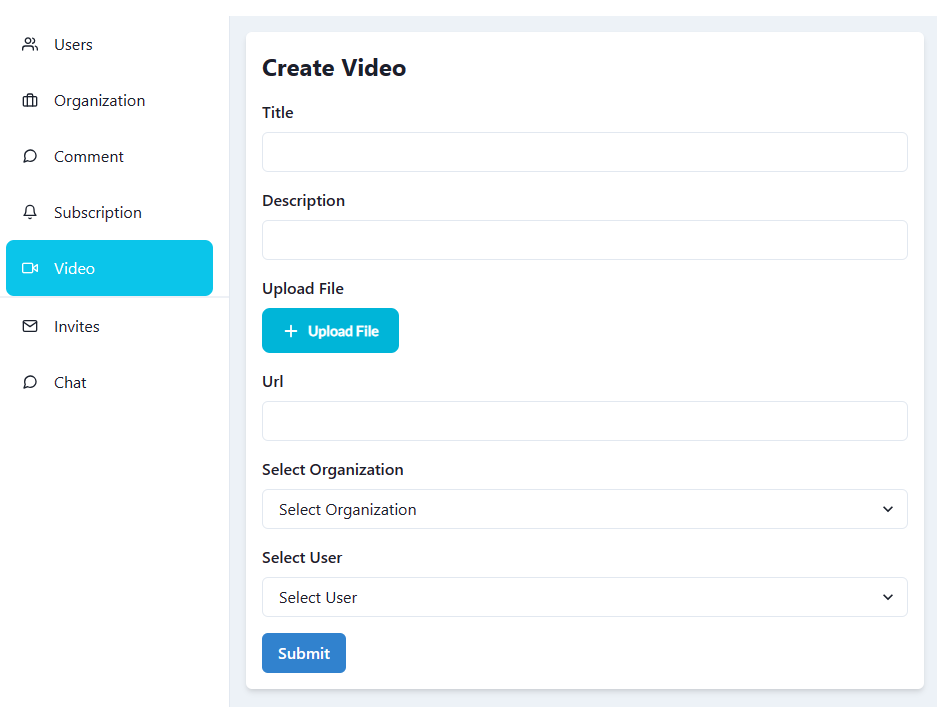 Users
Organization
Comment
Subscription
Video
Invites
Chat
Create Video
Title
Description
Upload File
+ Upload File
Url
Select Organization
Select Organization
Select User
Select User
Submit